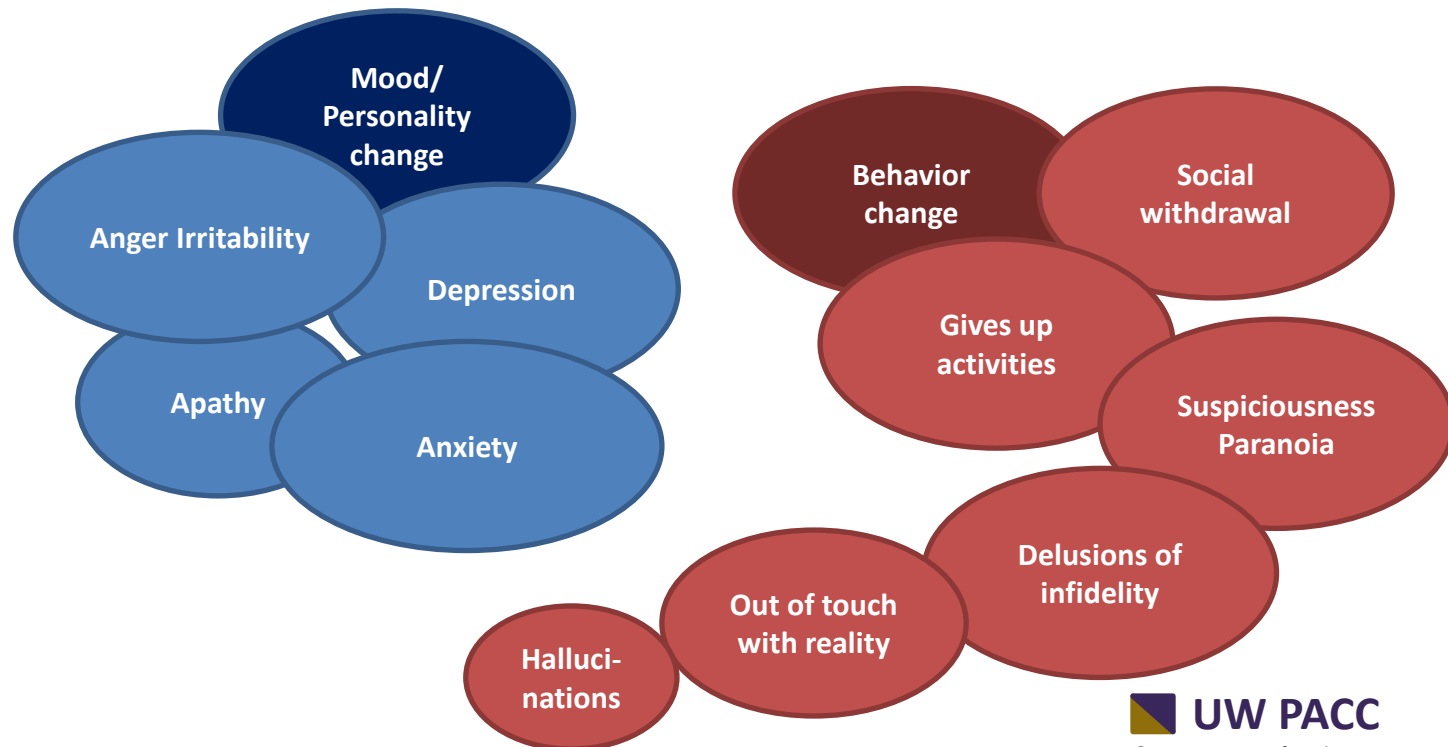 Mood/
Personality
change
Anger Irritability
Depression
Apathy
Anxiety
Behavior
change
Social
withdrawal
Gives up
activities
Suspiciousness
Paranoia
Delusions of
infidelity
Out of touch
with reality
Halluci-
nations
UW PACC